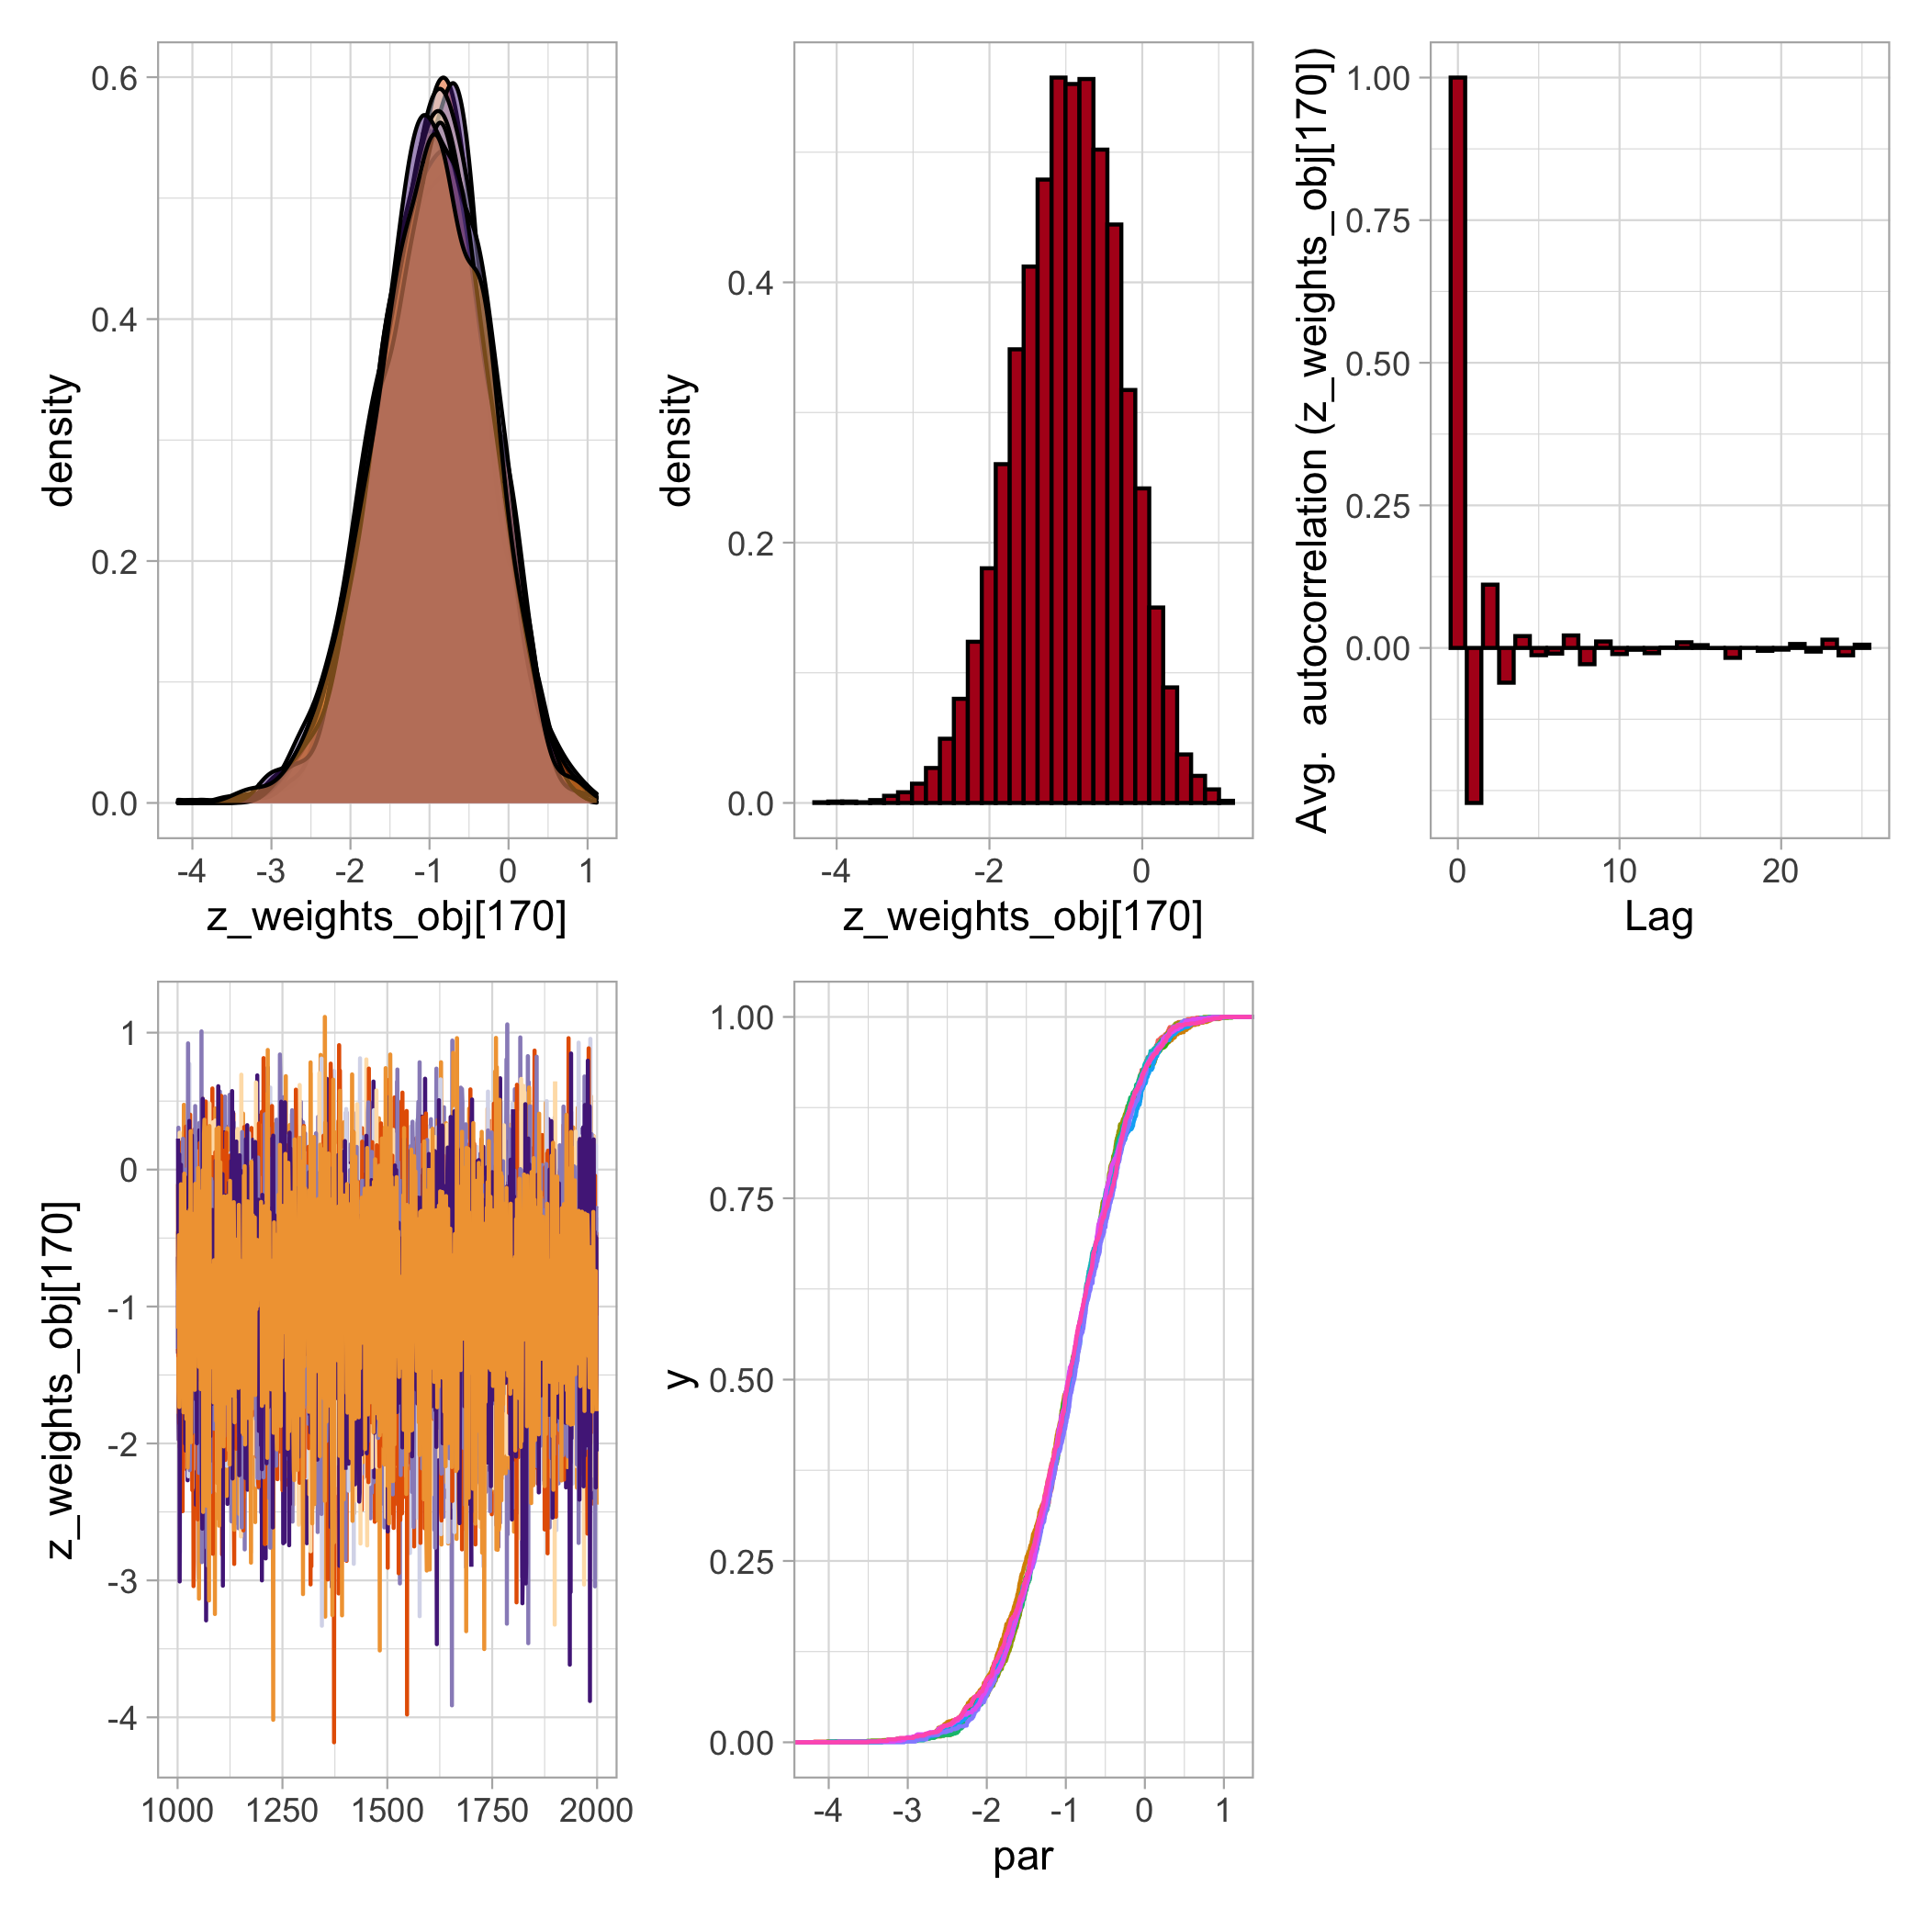 density
0.6
0.4
0.2
0.0
-4 -3 -2 -1 0 1
z_weights_obj[170]
density
0.4
0.2
0.0
-4 -2 0
z_weights_obj[170]
Avg. autocorrelation (z_weights_obj[170])
1.00
0.75
0.50
0.25
0.00
0 10 20
Lag
z_weights_obj[170]
1
0
-1
-2
-3
-4
1000 1250 1500 1750 2000
y
1.00
0.75
0.50
0.25
0.00
-4 -3 -2 -1 0 1
par